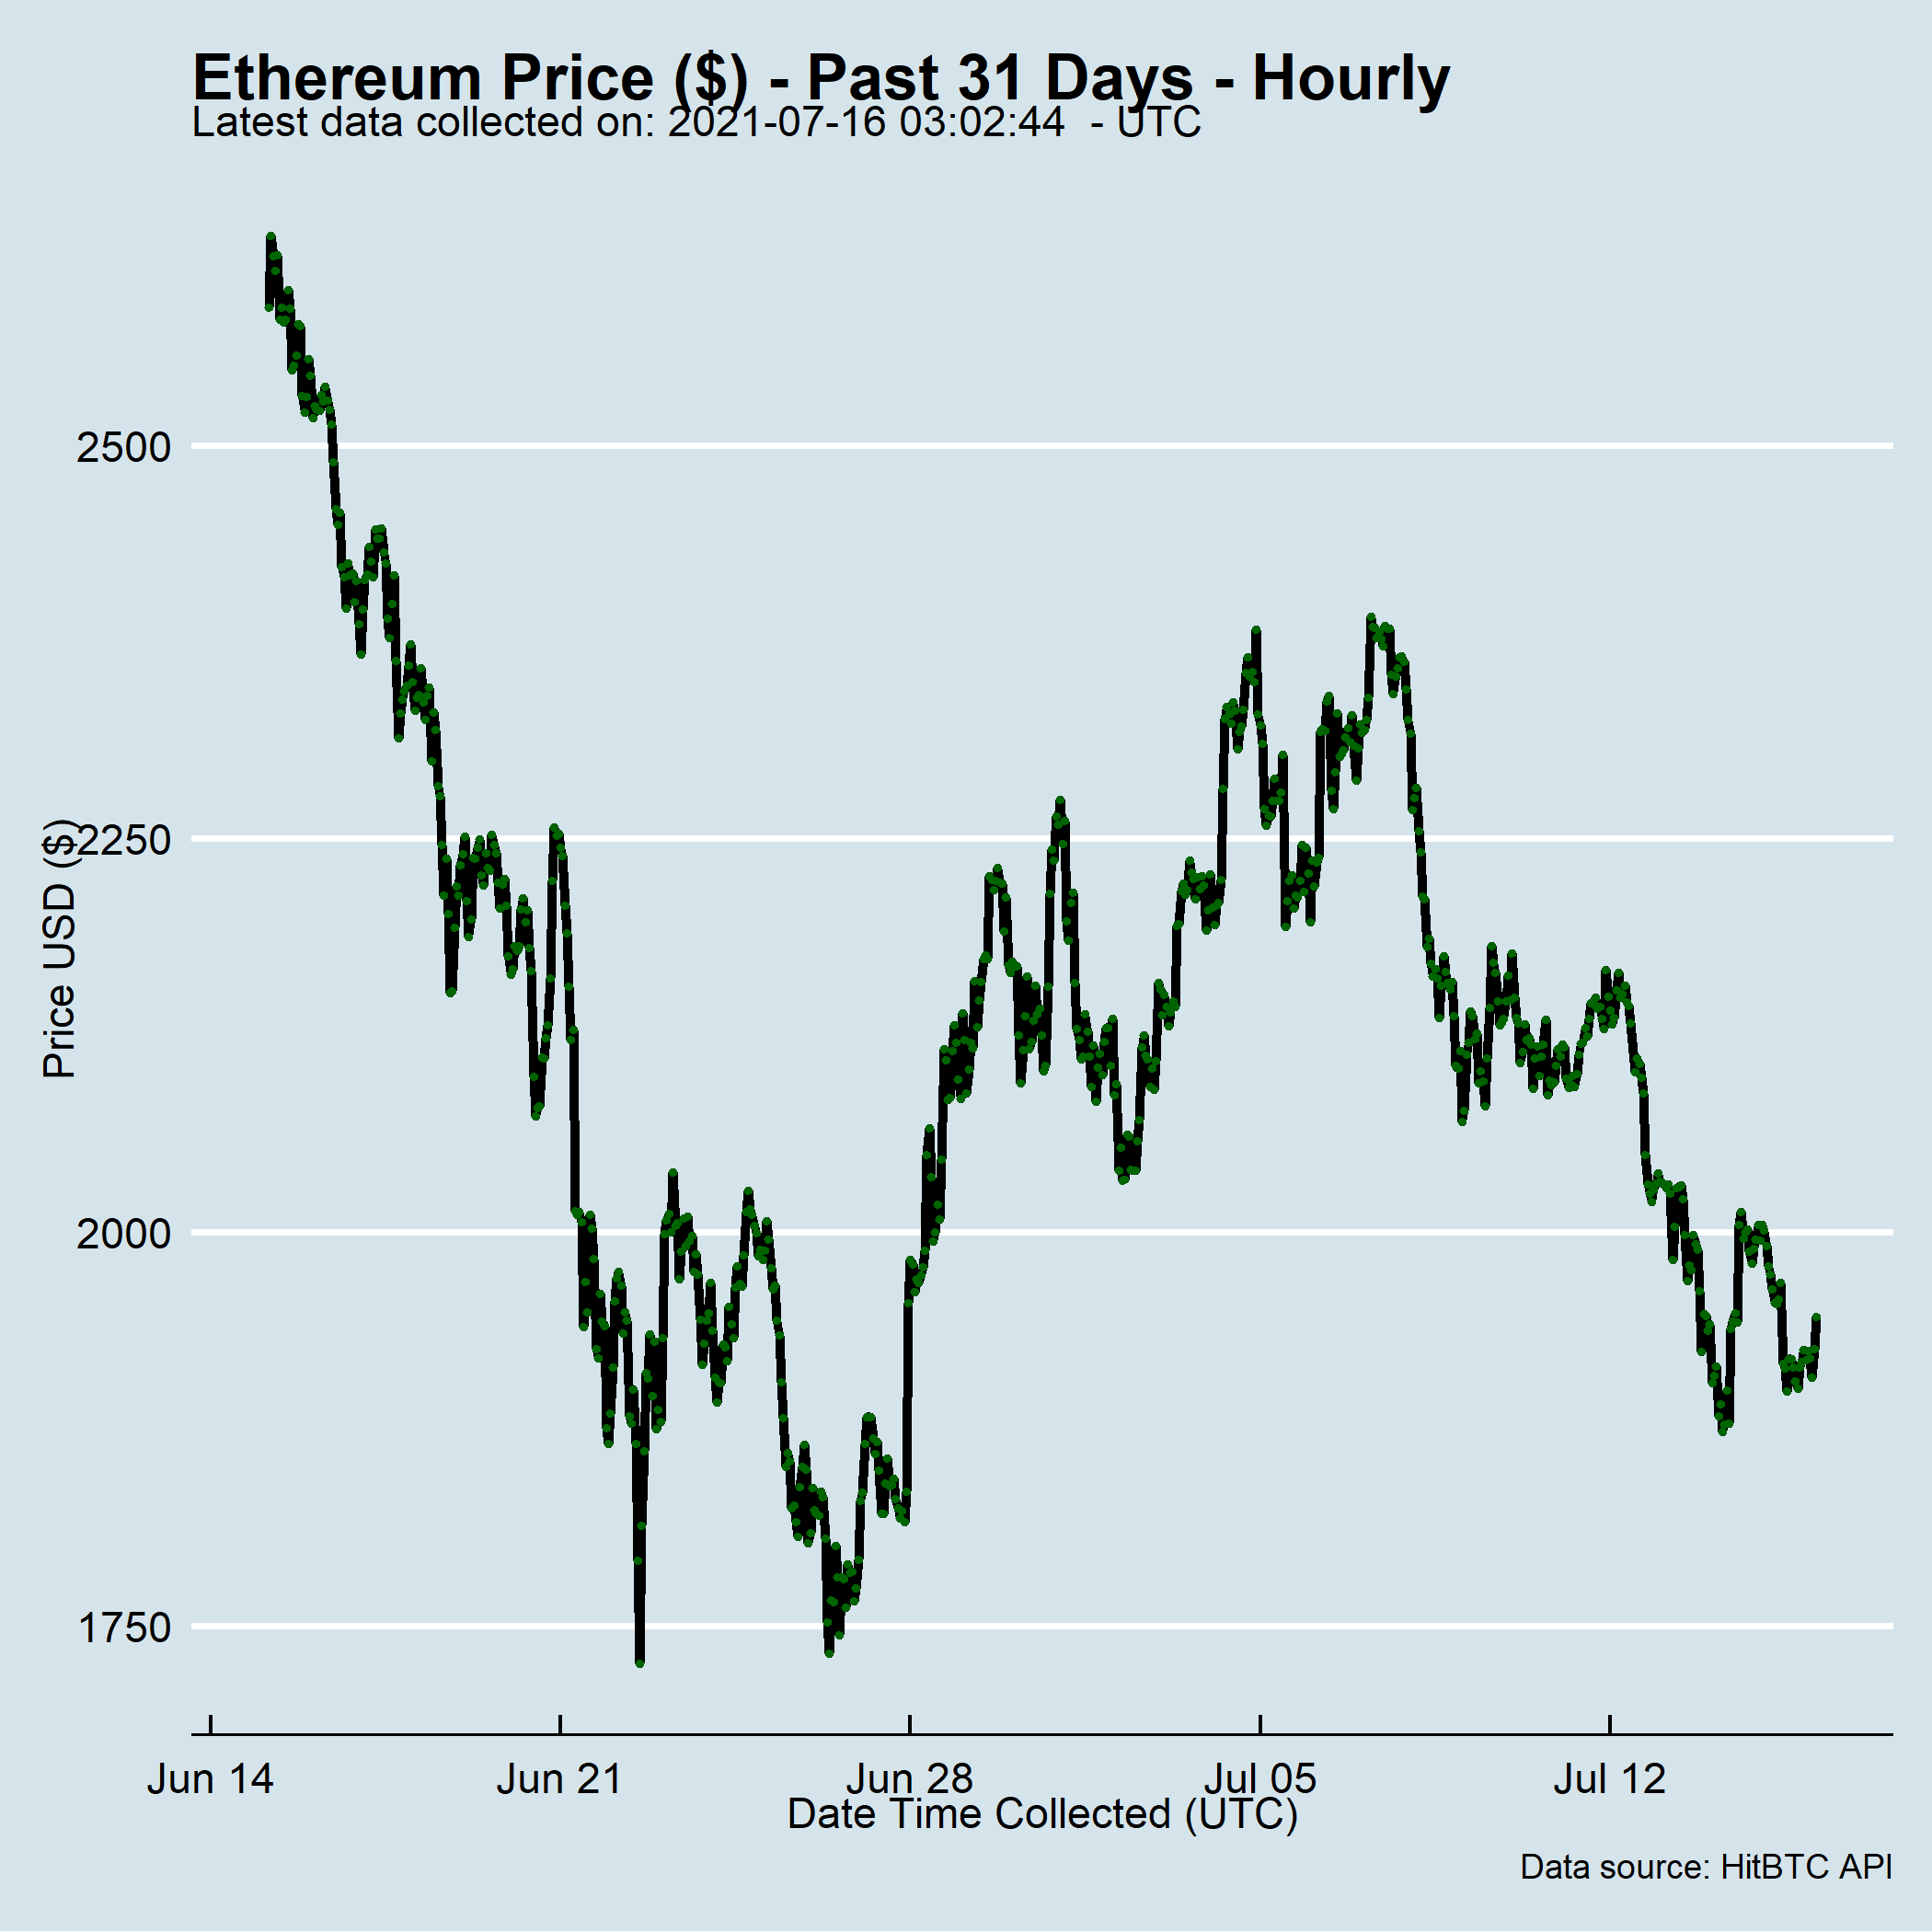 Ethereum Price ($) - Past 31 Days - Hourly
Latest data collected on: 2021-07-16 03:02:44  - UTC
2500
2250
2000
1750
Price USD ($)
Jun 14
Jun 21
Jun 28
Jul 05
Jul 12
Date Time Collected (UTC)
Data source: HitBTC API